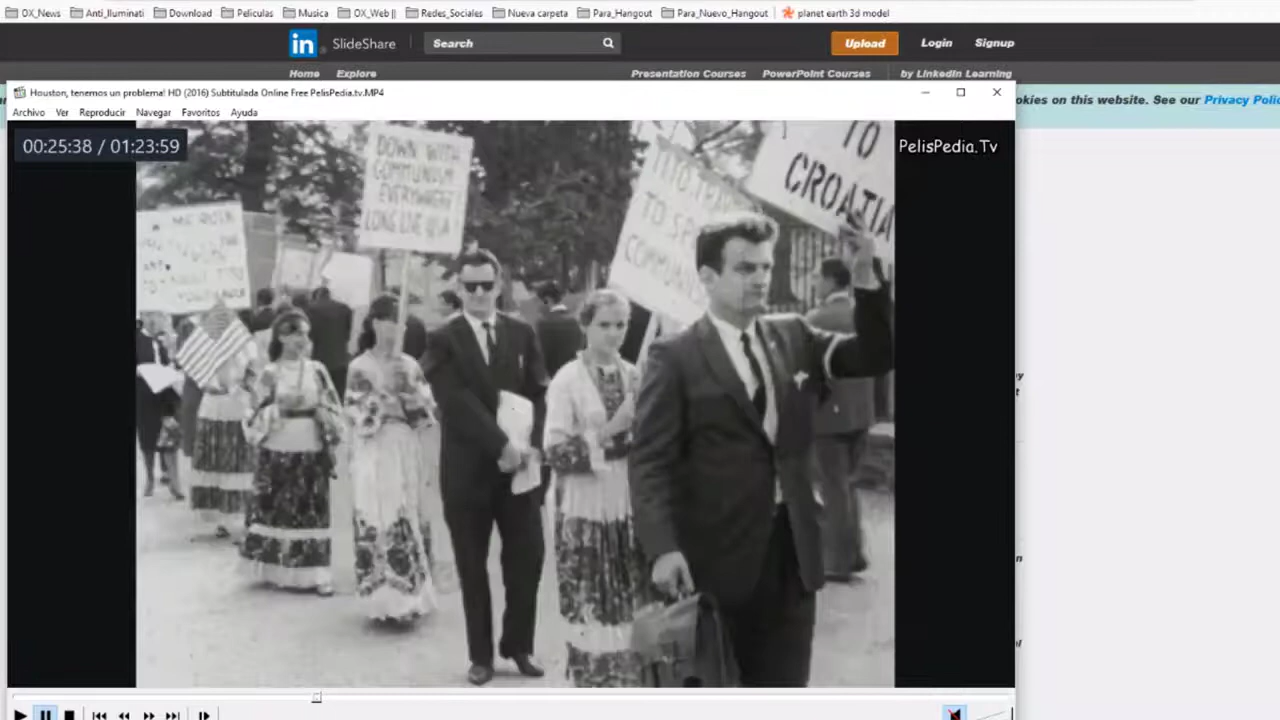 OX_News Anti_Iluminati Download Peliculas Musica OX_Web || Redes_Sociales Nueva carpeta Para_Hangout Para_Nuevo_Hangout planet earth 3d model
in SlideShare Search Upload Login Signup
Home Explore Presentation Courses PowerPoint Courses by LinkedIn Learning
Houston, tenemos un problema! HD (2016) Subtitulada Online Free PelisPedia.tv.MP4
okies on this website. See our Privacy Polic
Archivo Ver Reproducir Navegar Favoritos Ayuda
00:25:38 / 01:23:59
PelisPedia.Tv
DOWN WITH
COMMUNISM
EVERYWHERE!
LONG LIVE U.S.A
TITO
TO
TO
CROATIA